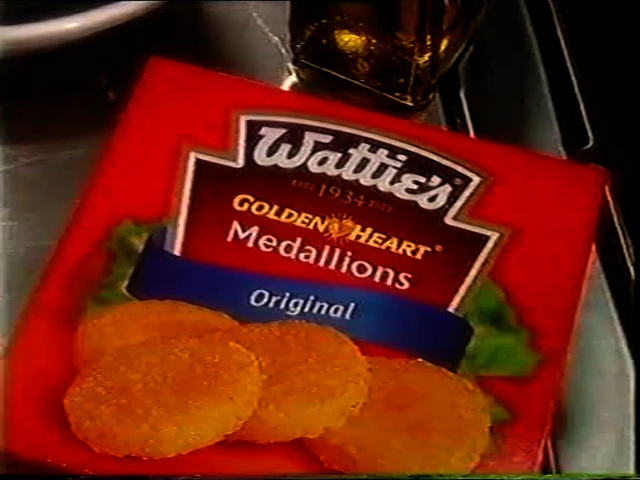 Wattie's
EST 1934 EST
GOLDEN HEART®
Medallions
Original